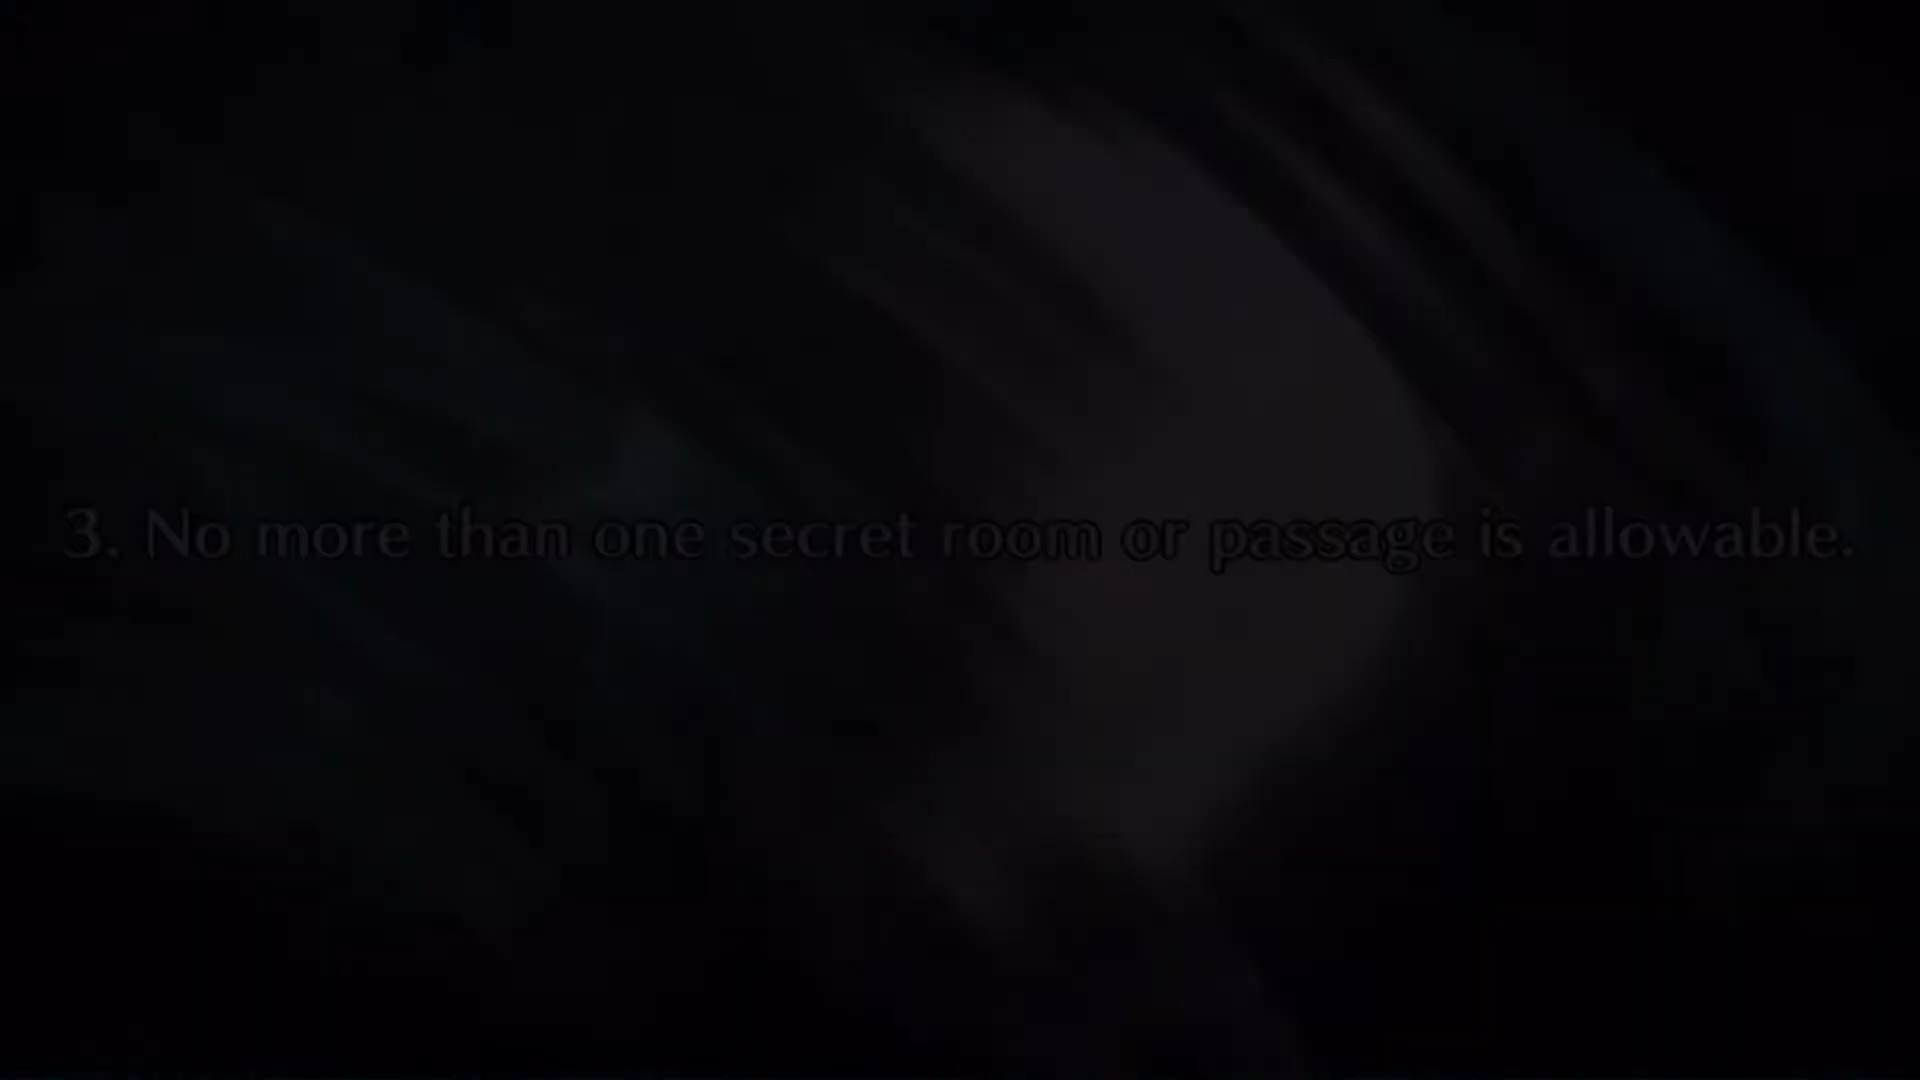 3. No more than one secret room or passage is allowable.